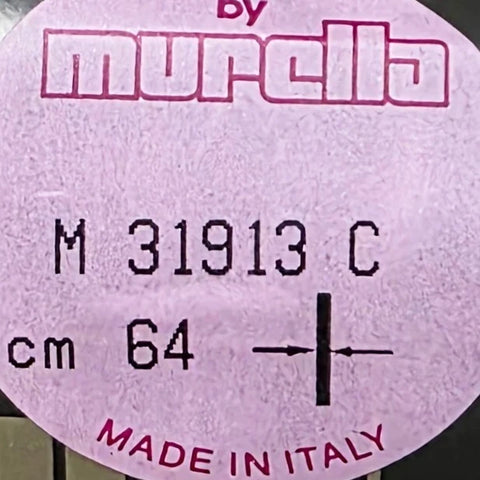 by
murella
M 31913 C
cm 64
MADE IN ITALY